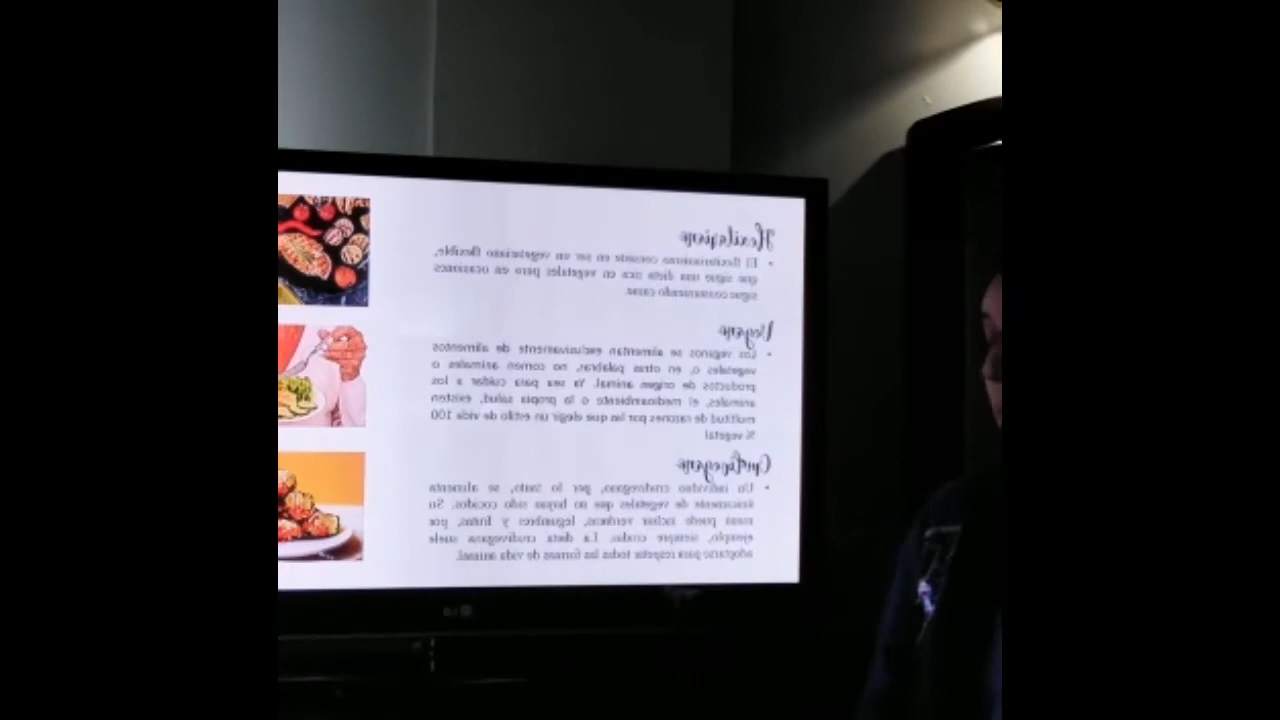 Flexitariano
• El flexitarianismo consiste en ser un vegetariano flexible,
que sigue una dieta rica en vegetales pero en ocasiones
sigue consumiendo carne.
Vegano
• Los veganos se alimentan exclusivamente de alimentos
vegetales o, en otras palabras, no comen animales o
productos de origen animal. Ya sea para cuidar a los
animales, el medioambiente o la propia salud, existen
multitud de razones por las que elegir un estilo de vida 100
% vegetal
Crudivegano
• Un individuo crudivegano, por lo tanto, se alimenta
únicamente de vegetales que no hayan sido cocidos. Su
menú puede incluir verduras, legumbres y frutas, por
ejemplo, siempre crudas. La dieta crudivegana suele
adoptarse para respetar todas las formas de vida animal.
LG